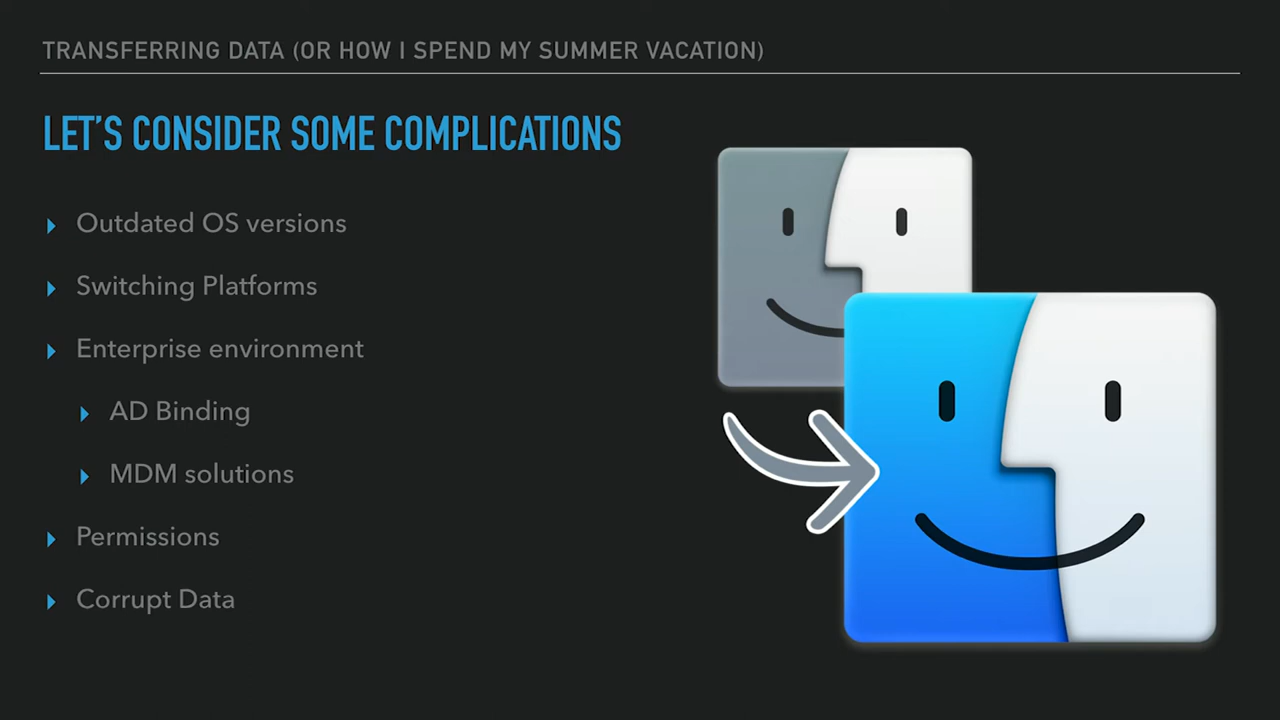 TRANSFERRING DATA (OR HOW I SPEND MY SUMMER VACATION)
LET'S CONSIDER SOME COMPLICATIONS
Outdated OS versions
Switching Platforms
Enterprise environment
AD Binding
MDM solutions
Permissions
Corrupt Data